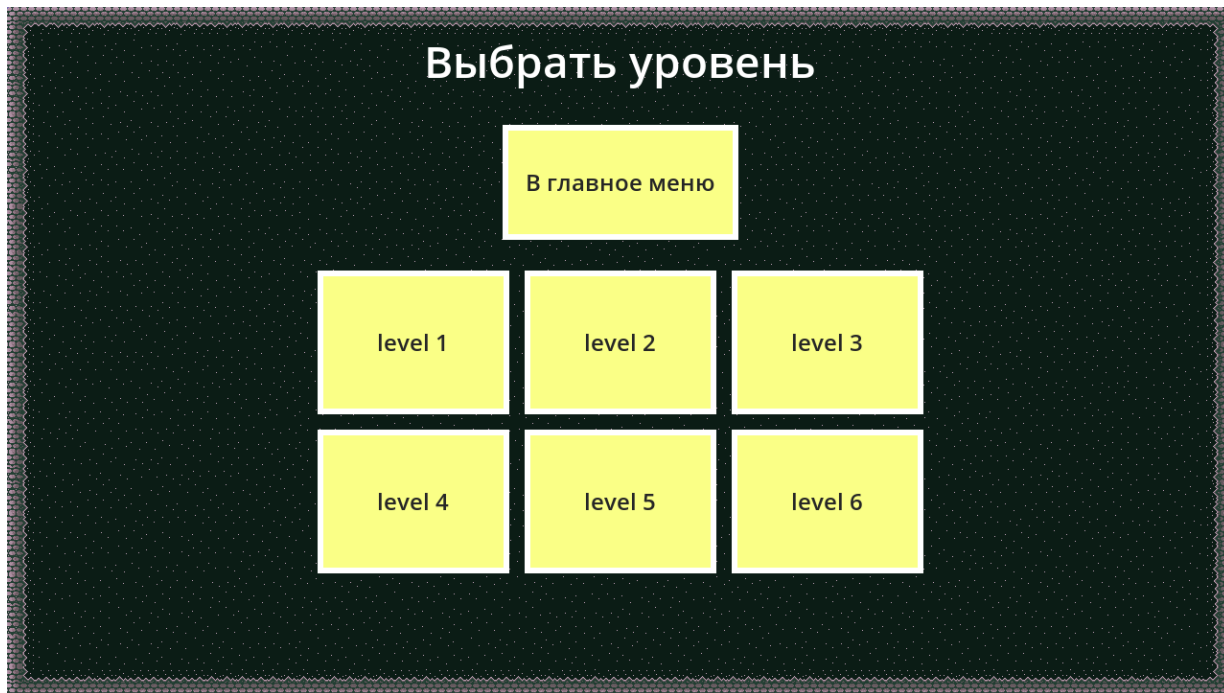 Выбрать уровень
В главное меню
level 1
level 2
level 3
level 4
level 5
level 6